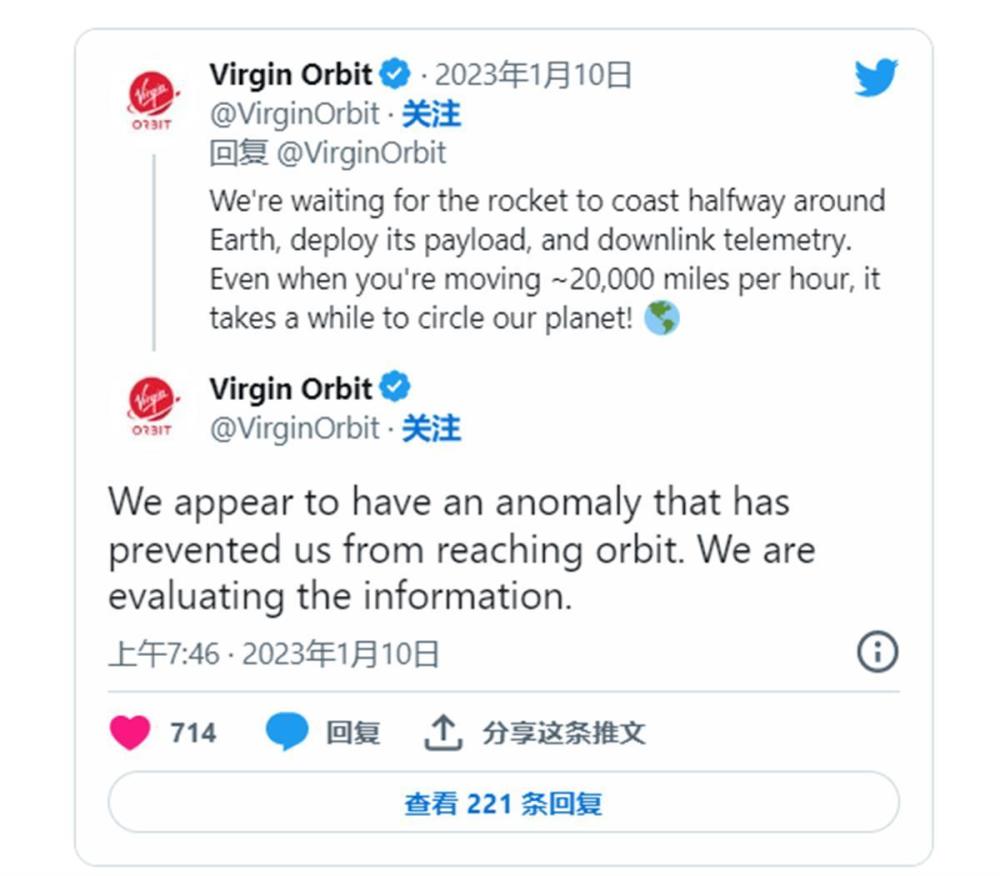 Virgin Orbit · 2023年1月10日
@VirginOrbit · 关注
回复 @VirginOrbit
Virgin
ORBIT
We're waiting for the rocket to coast halfway around
Earth, deploy its payload, and downlink telemetry.
Even when you're moving ~20,000 miles per hour, it
takes a while to circle our planet! 🌎
Virgin Orbit
@VirginOrbit · 关注
Virgin
ORBIT
We appear to have an anomaly that has
prevented us from reaching orbit. We are
evaluating the information.
上午7:46 · 2023年1月10日
714 回复 分享这条推文
查看 221 条回复